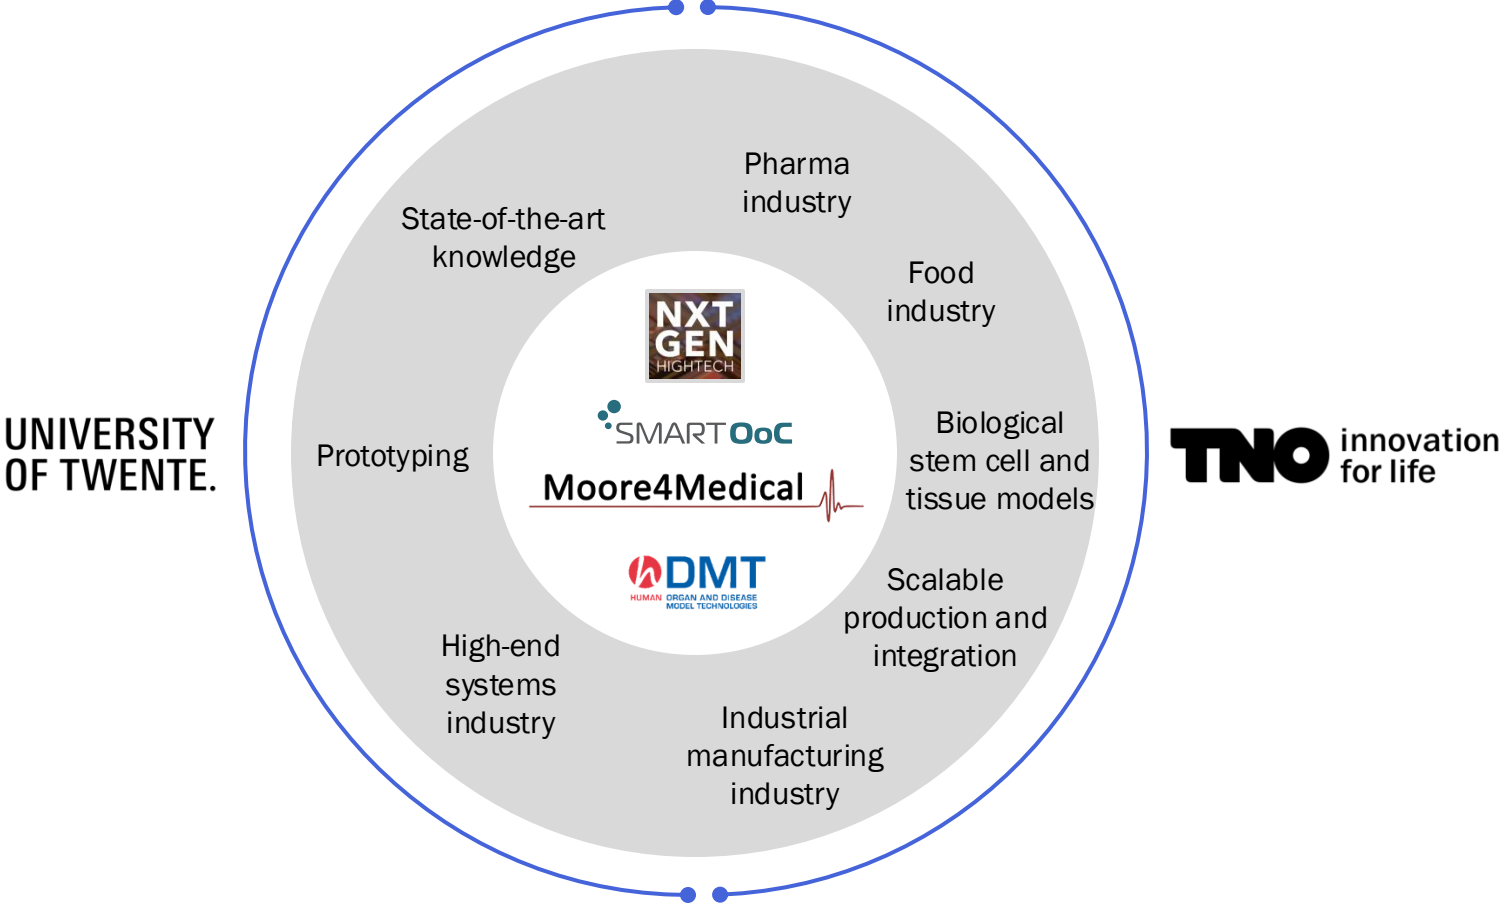 Pharma
industry
State-of-the-art
knowledge
Food
industry
NXT
GEN
HIGHTECH
SMART OoC
Moore4Medical
hDMT
HUMAN ORGAN AND DISEASE
MODEL TECHNOLOGIES
UNIVERSITY
OF TWENTE.
Prototyping
Biological
stem cell and
tissue models
TNO innovation
for life
Scalable
production and
integration
High-end
systems
industry
Industrial
manufacturing
industry